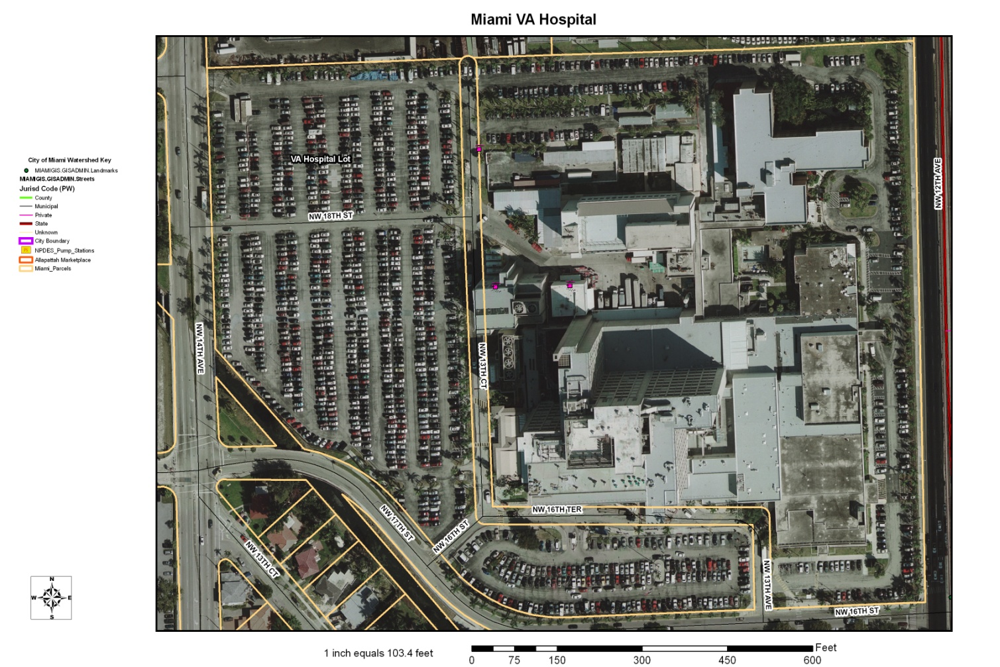 Miami VA Hospital
City of Miami Watershed Key
MIAMIGIS.GISADMIN.Landmarks
MIAMIGIS.GISADMIN.Streets
Jurisd Code (PW)
County
Municipal
Private
State
Unknown
City Boundary
NPDES_Pump_Stations
Allapattah Marketplace
Miami_Parcels
VA Hospital Lot
NW 18TH ST
NW 12TH AVE
NW 14TH AVE
NW 13TH CT
NW 16TH TER
NW 17TH ST
NW 16TH ST
NW 13TH CT
NW 13TH AVE
NW 16TH ST
N
W
E
S
1 inch equals 103.4 feet
Feet
0 75 150 300 450 600